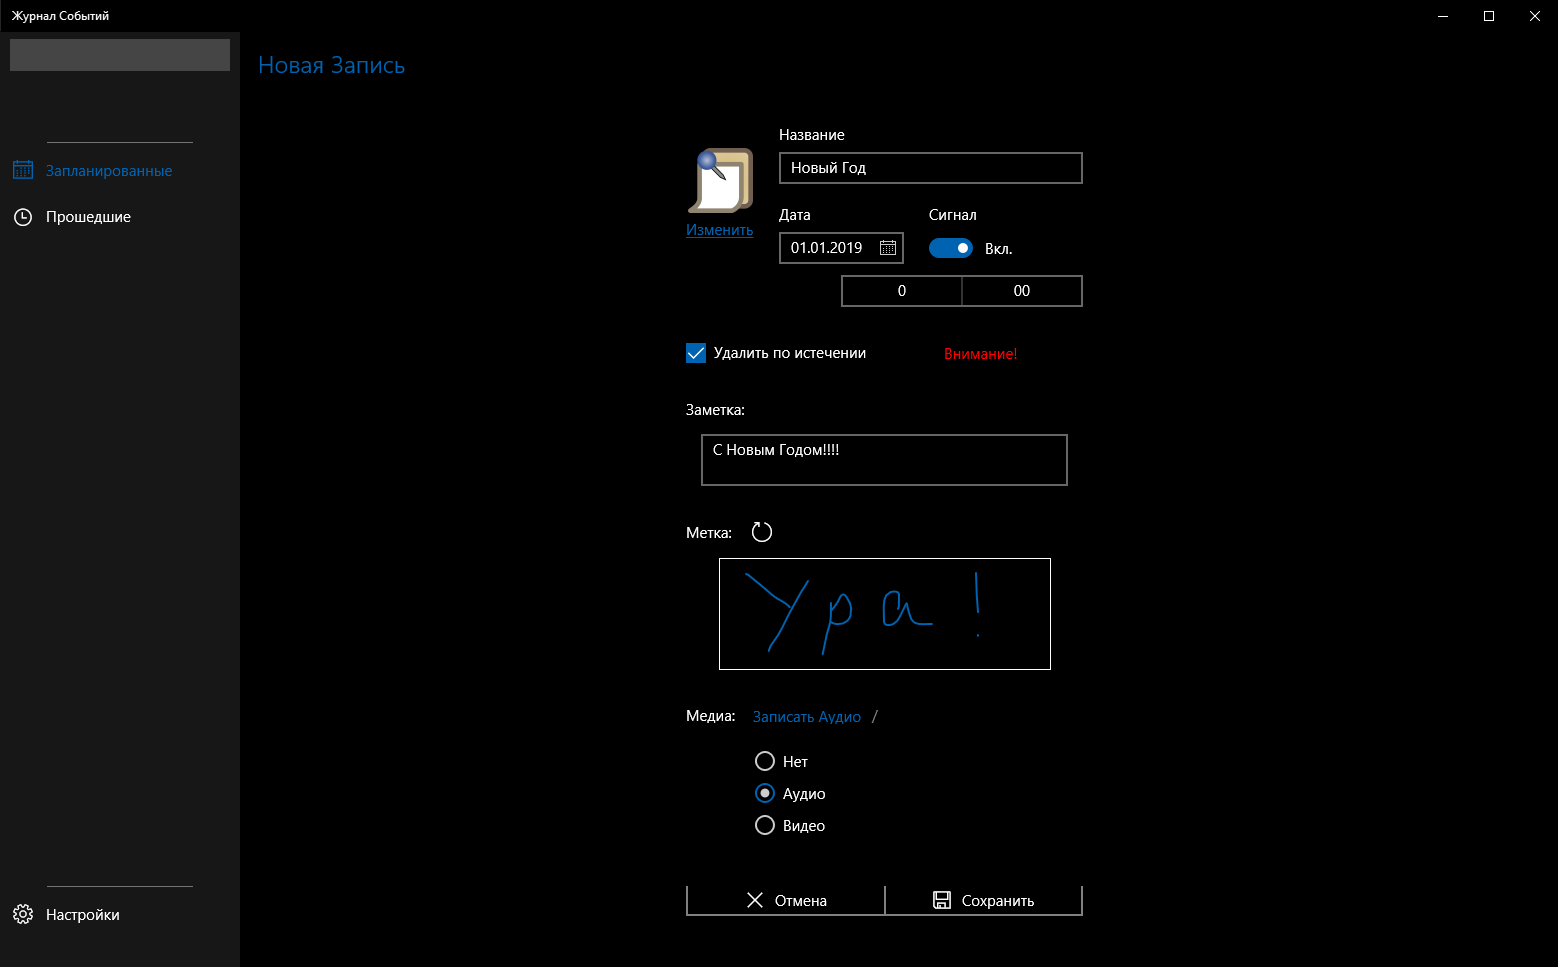 Журнал Событий
Новая Запись
Запланированные
Прошедшие
Настройки
Название
Новый Год
Изменить
Дата
Сигнал
01.01.2019
Вкл.
0
00
Удалить по истечении
Внимание!
Заметка:
С Новым Годом!!!!
Метка:
Ура!
Медиа:
Записать Аудио /
Нет
Аудио
Видео
Отмена
Сохранить